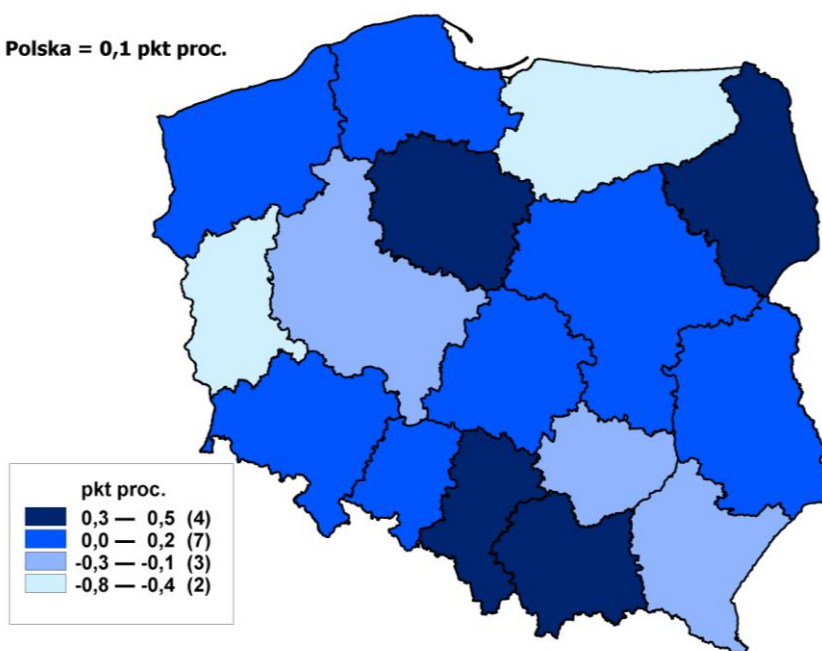 Polska = 0,1 pkt proc.
pkt proc.
0,3 — 0,5 (4)
0,0 — 0,2 (7)
-0,3 — -0,1 (3)
-0,8 — -0,4 (2)